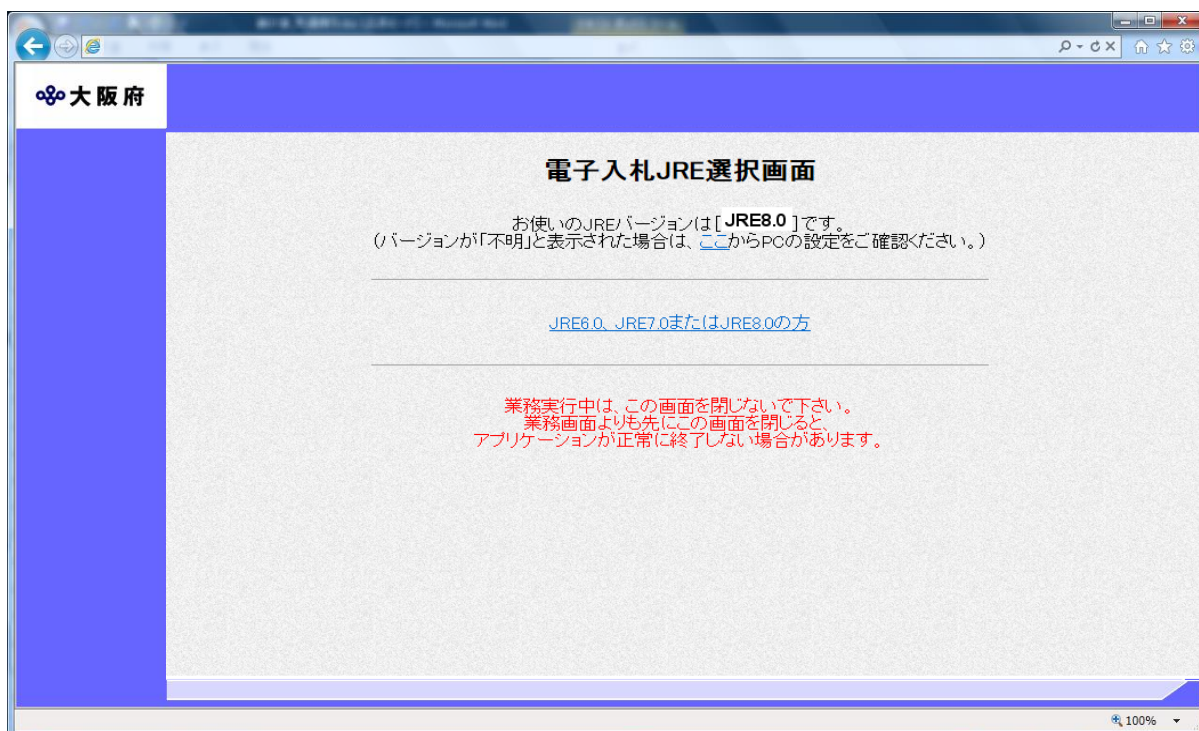 大阪府
電子入札JRE選択画面
お使いのJREバージョンは[ JRE8.0 ]です。
(バージョンが「不明」と表示された場合は、ここからPCの設定をご確認ください。)
JRE6.0、JRE7.0またはJRE8.0の方
業務実行中は、この画面を閉じないで下さい。
業務画面よりも先にこの画面を閉じると、
アプリケーションが正常に終了しない場合があります。
100%